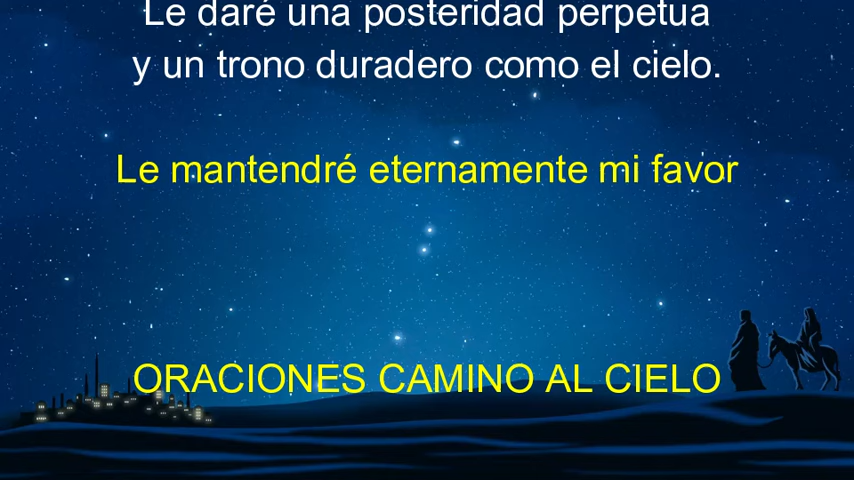 Le daré una posteridad perpetua
y un trono duradero como el cielo.
Le mantendré eternamente mi favor
ORACIONES CAMINO AL CIELO